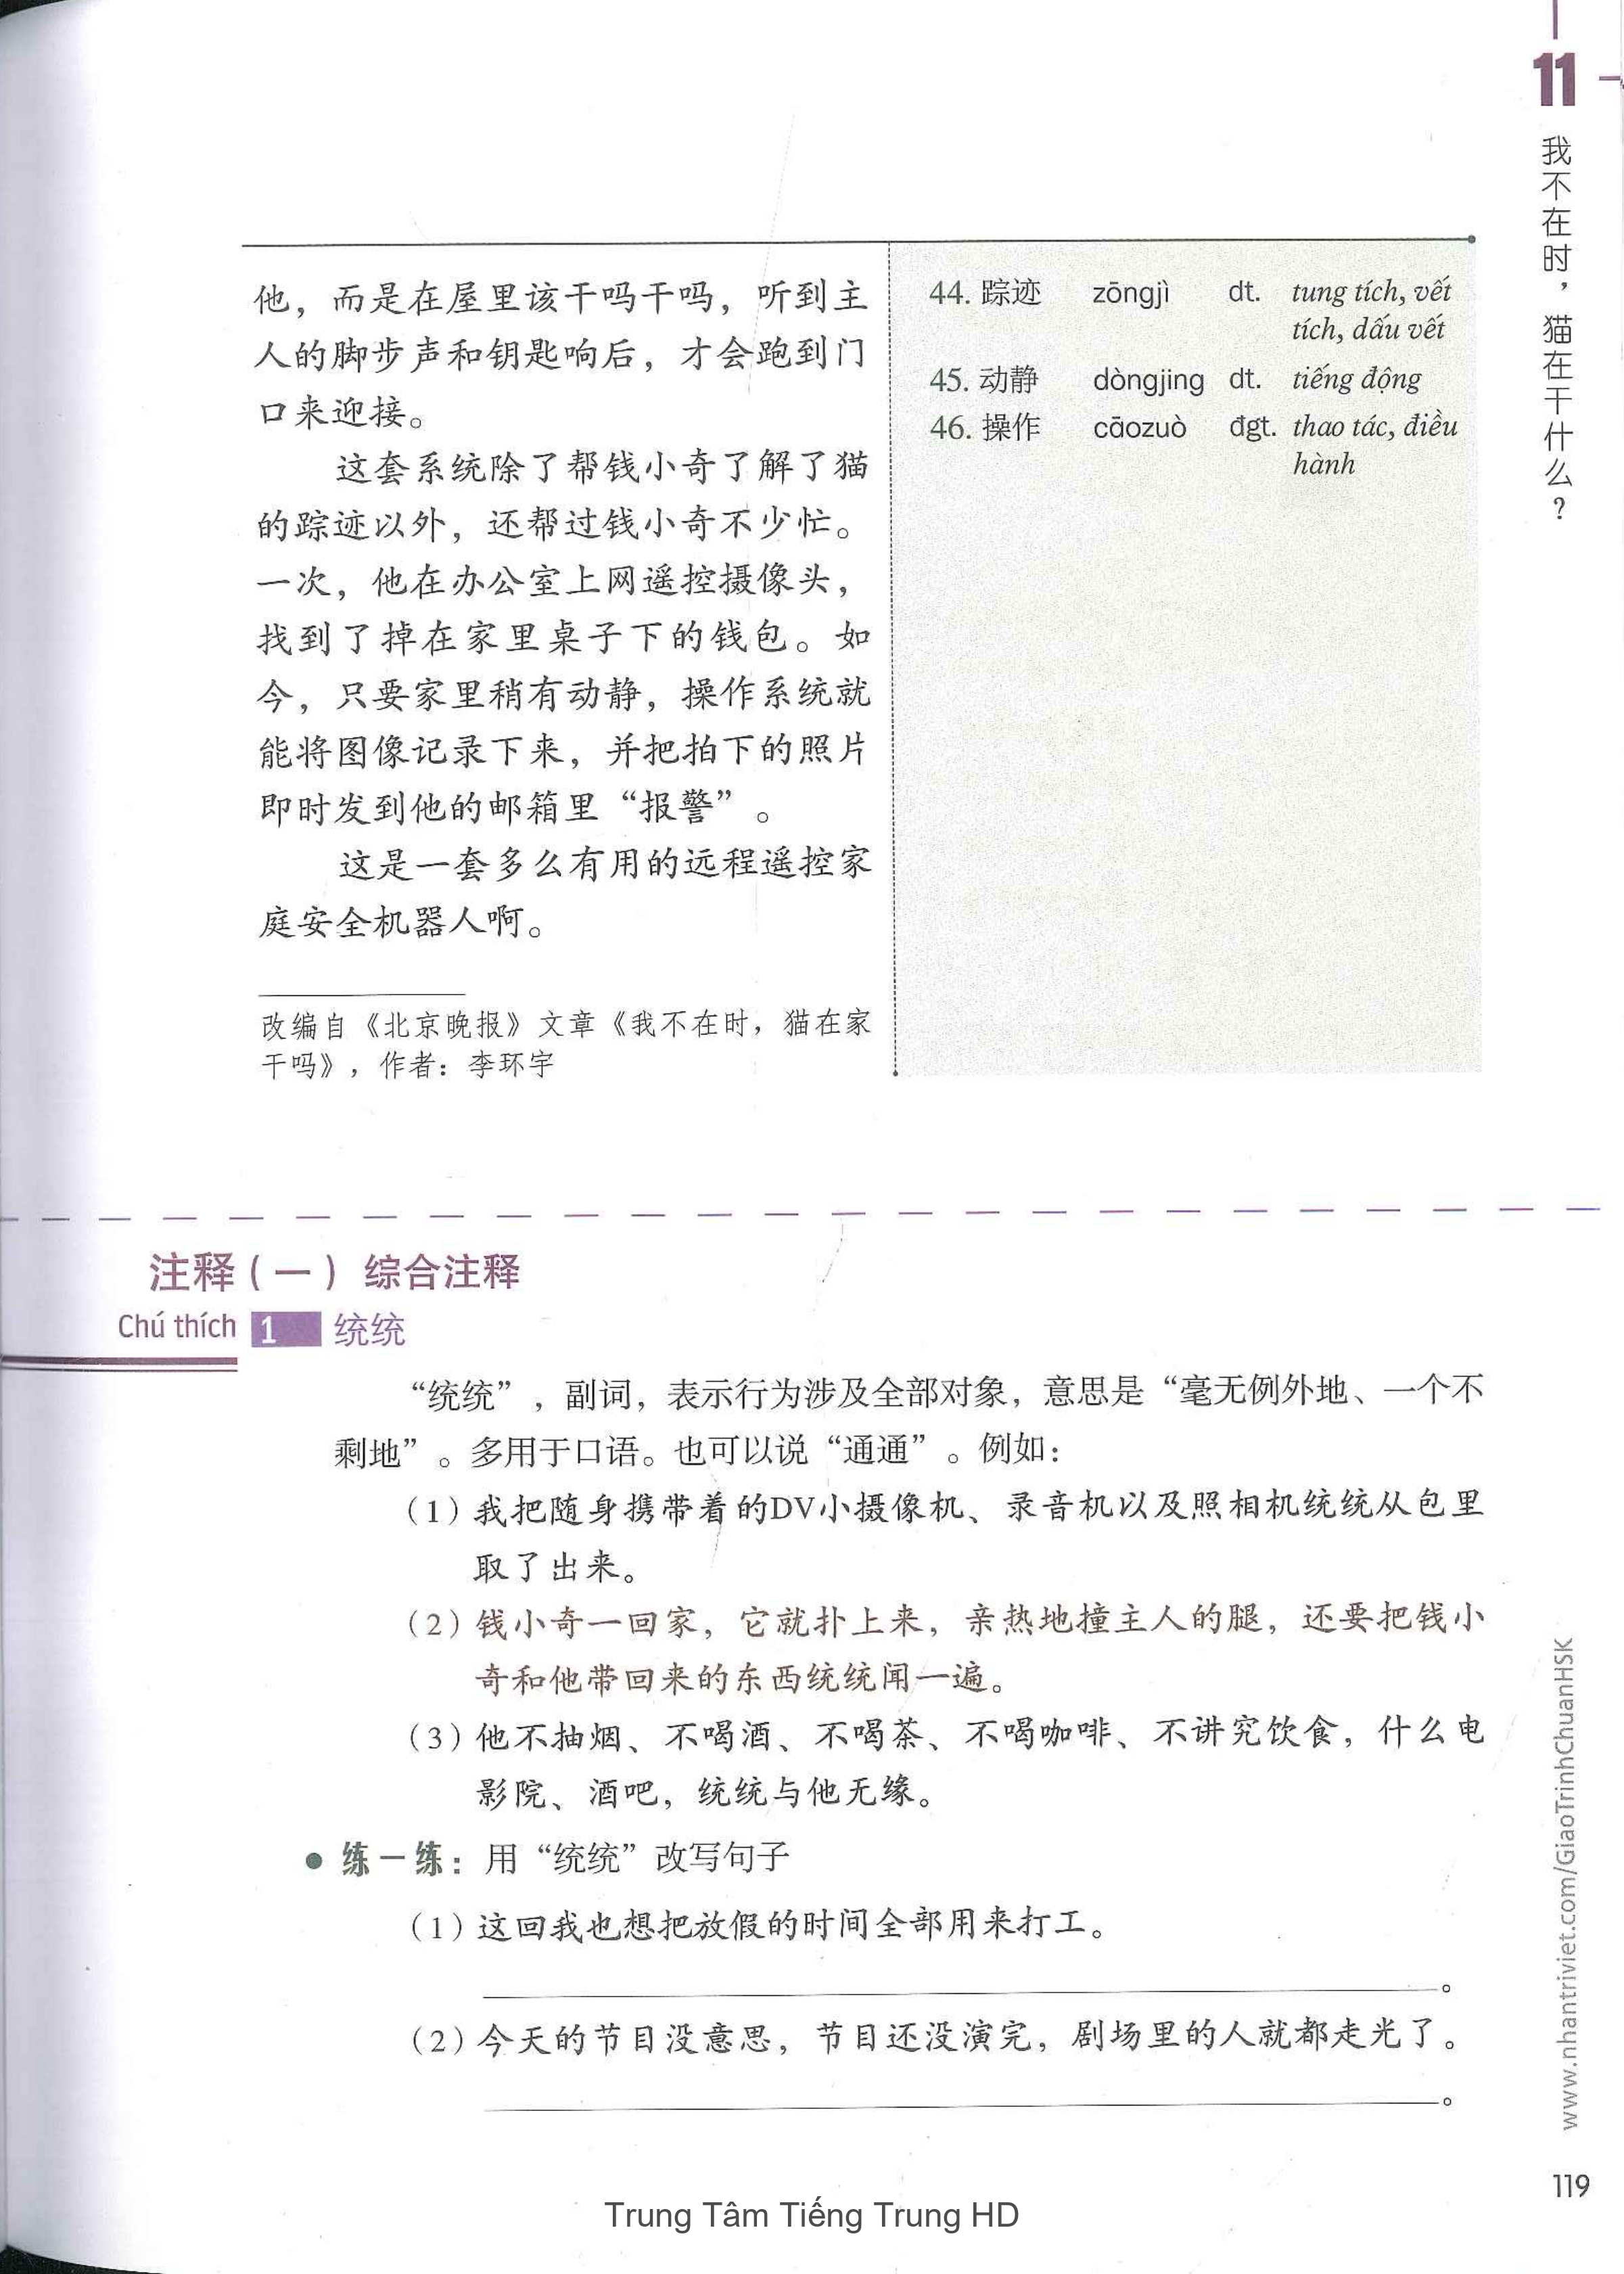 11
我不在时，猫在干什么？
他，而是在屋里该干吗干吗，听到主
人的脚步声和钥匙响后，才会跑到门
口来迎接。
这套系统除了帮钱小奇了解了猫
的踪迹以外，还帮过钱小奇不少忙。
一次，他在办公室上网遥控摄像头，
找到了掉在家里桌子下的钱包。如
今，只要家里稍有动静，操作系统就
能将图像记录下来，并把拍下的照片
即时发到他的邮箱里“报警”。
这是一套多么有用的远程遥控家
庭安全机器人啊。
改编自《北京晚报》文章《我不在时，猫在家
干吗》，作者：李环宇
44. 踪迹 zōngjì dt. tung tích, vết
tích, dấu vết
45. 动静 dòngjing dt. tiếng động
46. 操作 cāozuò đgt. thao tác, điều
hành
注释（一）综合注释
Chú thích 1 统统
“统统”，副词，表示行为涉及全部对象，意思是“毫无例外地、一个不
剩地”。多用于口语。也可以说“通通”。例如：
（1）我把随身携带着的DV小摄像机、录音机以及照相机统统从包里
取了出来。
（2）钱小奇一回家，它就扑上来，亲热地撞主人的腿，还要把钱小
奇和他带回来的东西统统闻一遍。
（3）他不抽烟、不喝酒、不喝茶、不喝咖啡、不讲究饮食，什么电
影院、酒吧，统统与他无缘。
● 练一练：用“统统”改写句子
（1）这回我也想把放假的时间全部用来打工。
。
（2）今天的节目没意思，节目还没演完，剧场里的人就都走光了。
。
www.nhantriviet.com/GiaoTrinhChuanHSK
119
Trung Tâm Tiếng Trung HD